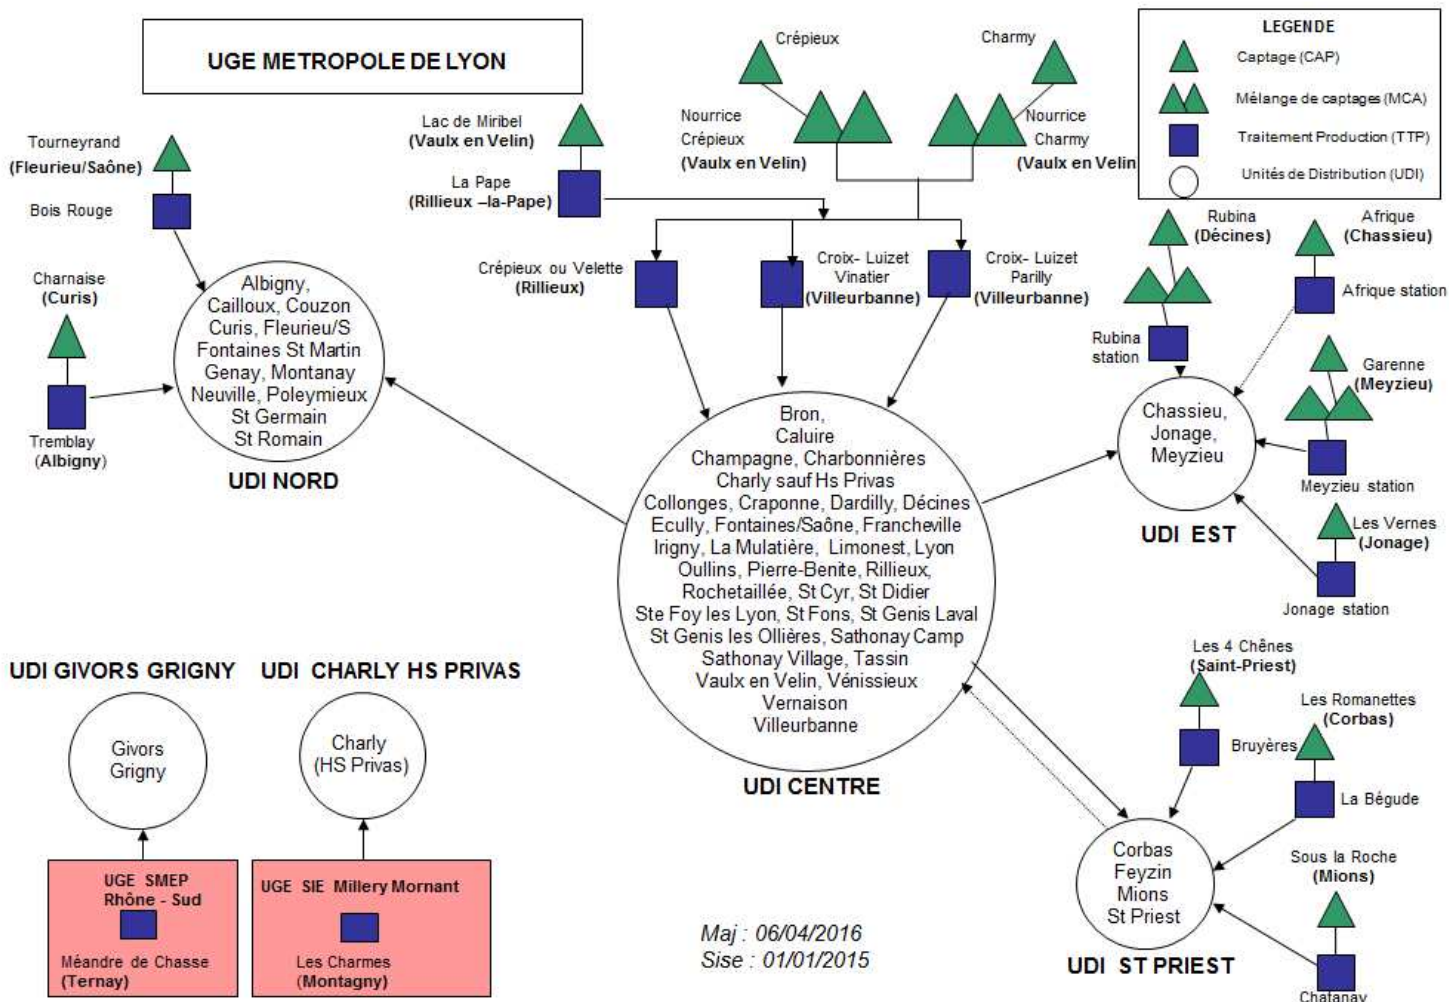 UGE METROPOLE DE LYON
LEGENDE
Captage (CAP)
Mélange de captages (MCA)
Traitement Production (TTP)
Unités de Distribution (UDI)
Tourneyrand
(Fleurieu/Saône)
Bois Rouge
Charnaise
(Curis)
Tremblay
(Albigny)
Albigny,
Cailloux, Couzon
Curis, Fleurieu/S
Fontaines St Martin
Genay, Montanay
Neuville, Poleymieux
St Germain
St Romain
UDI NORD
Lac de Miribel
(Vaulx en Velin)
La Pape
(Rillieux –la-Pape)
Crépieux
Nourrice
Crépieux
(Vaulx en Velin)
Charmy
Nourrice
Charmy
(Vaulx en Velin
Crépieux ou Velette
(Rillieux)
Croix- Luizet
Vinatier
(Villeurbanne)
Croix- Luizet
Parilly
(Villeurbanne)
Bron,
Caluire
Champagne, Charbonnières
Charly sauf Hs Privas
Collonges, Craponne, Dardilly, Décines
Ecully, Fontaines/Saône, Francheville
Irigny, La Mulatière, Limonest, Lyon
Oullins, Pierre-Benite, Rillieux,
Rochetaillée, St Cyr, St Didier
Ste Foy les Lyon, St Fons, St Genis Laval
St Genis les Ollières, Sathonay Camp
Sathonay Village, Tassin
Vaulx en Velin, Vénissieux
Vernaison
Villeurbanne
UDI CENTRE
Rubina
(Décines)
Rubina
station
Afrique
(Chassieu)
Afrique station
Garenne
(Meyzieu)
Meyzieu station
Les Vernes
(Jonage)
Jonage station
Chassieu,
Jonage,
Meyzieu
UDI EST
Les 4 Chênes
(Saint-Priest)
Bruyères
Les Romanettes
(Corbas)
La Bégude
Sous la Roche
(Mions)
Chatanay
Corbas
Feyzin
Mions
St Priest
UDI ST PRIEST
UDI GIVORS GRIGNY
Givors
Grigny
UGE SMEP
Rhône - Sud
Méandre de Chasse
(Ternay)
UDI CHARLY HS PRIVAS
Charly
(HS Privas)
UGE SIE Millery Mornant
Les Charmes
(Montagny)
Maj : 06/04/2016
Sise : 01/01/2015